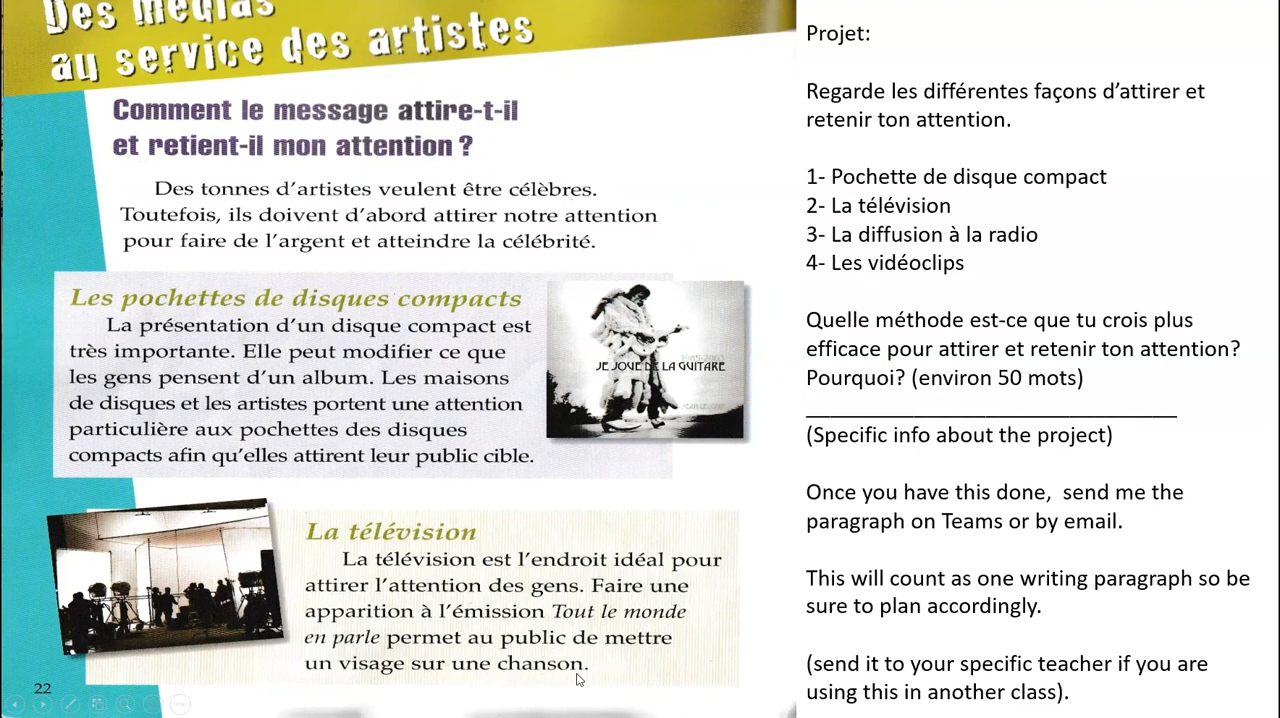 Des médias
au service des artistes
Comment le message attire-t-il
et retient-il mon attention ?
Des tonnes d'artistes veulent être célèbres.
Toutefois, ils doivent d'abord attirer notre attention
pour faire de l'argent et atteindre la célébrité.
Les pochettes de disques compacts
La présentation d'un disque compact est
très importante. Elle peut modifier ce que
les gens pensent d'un album. Les maisons
de disques et les artistes portent une attention
particulière aux pochettes des disques
compacts afin qu'elles attirent leur public cible.
JE JOUE DE LA GUITARE
La télévision
La télévision est l'endroit idéal pour
attirer l'attention des gens. Faire une
apparition à l'émission Tout le monde
en parle permet au public de mettre
un visage sur une chanson.
22
Projet:
Regarde les différentes façons d'attirer et
retenir ton attention.
1- Pochette de disque compact
2- La télévision
3- La diffusion à la radio
4- Les vidéoclips
Quelle méthode est-ce que tu crois plus
efficace pour attirer et retenir ton attention?
Pourquoi? (environ 50 mots)
(Specific info about the project)
Once you have this done, send me the
paragraph on Teams or by email.
This will count as one writing paragraph so be
sure to plan accordingly.
(send it to your specific teacher if you are
using this in another class).